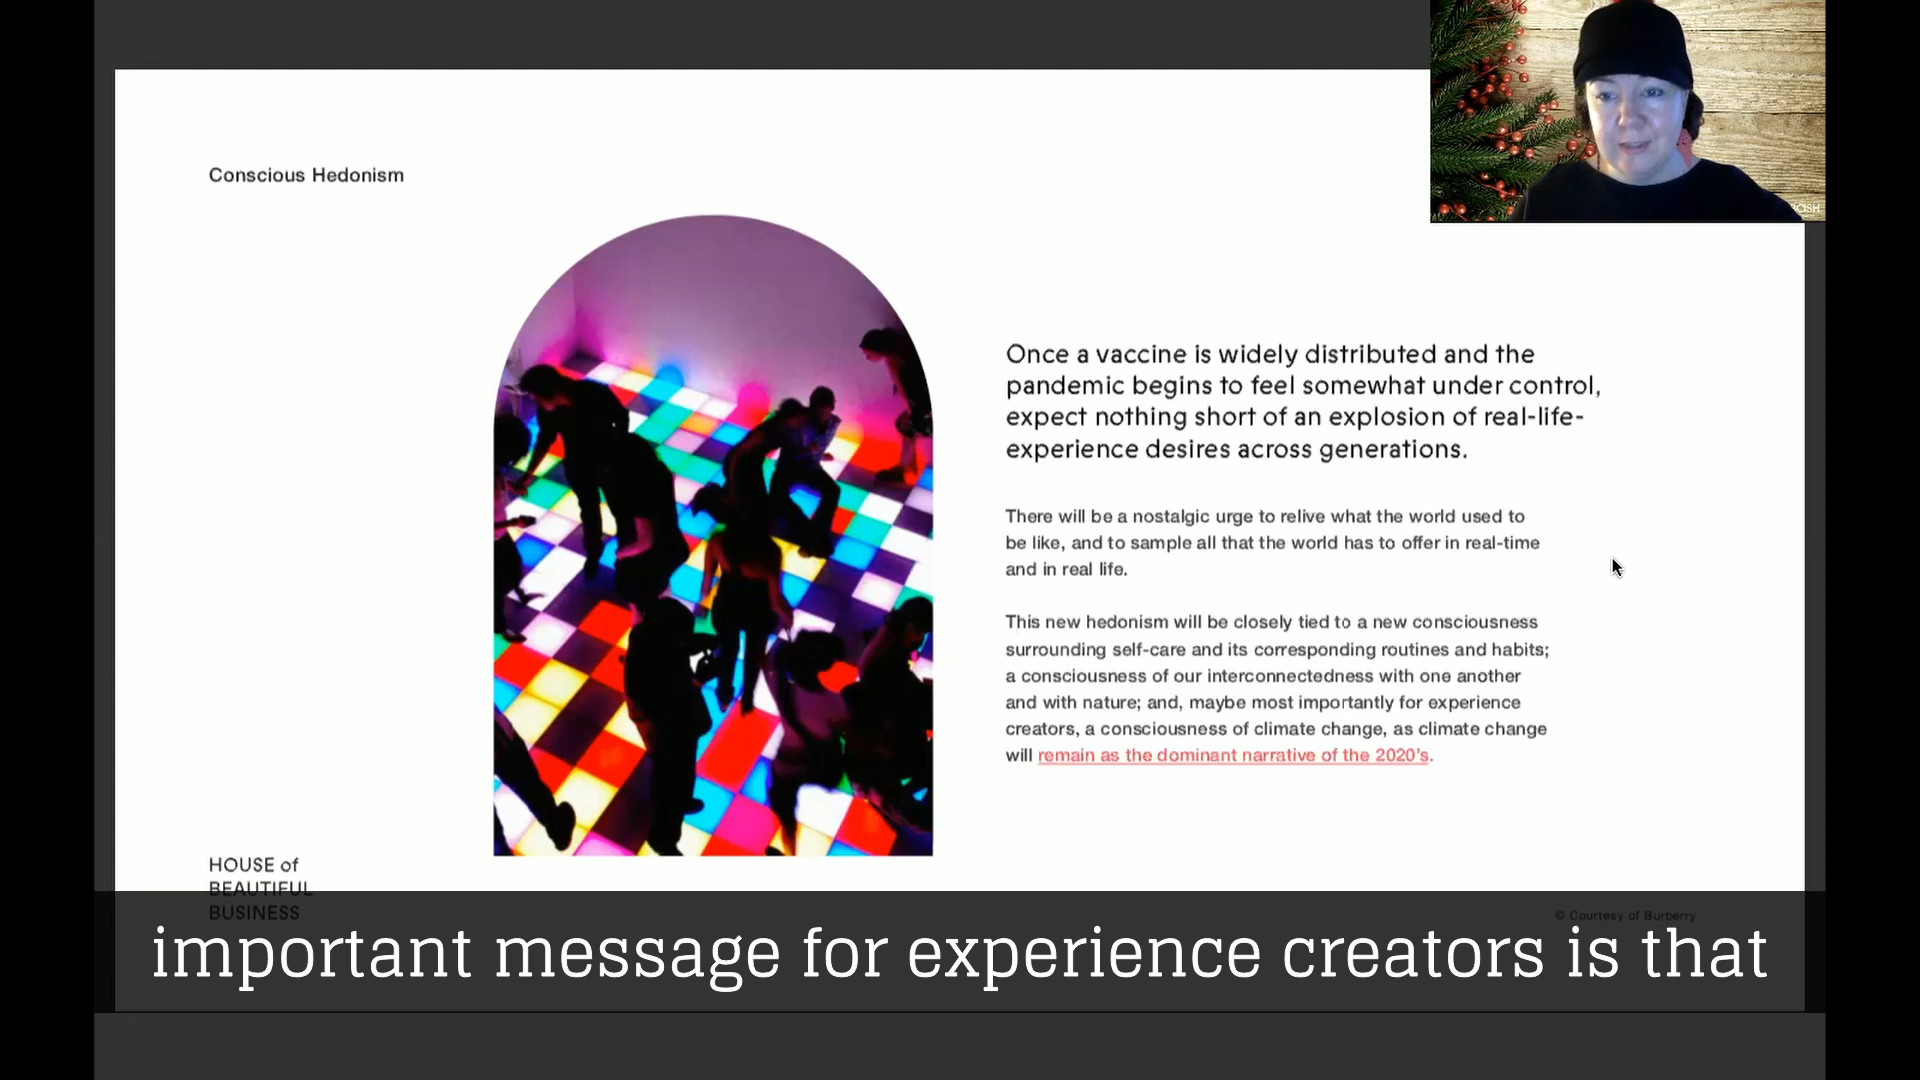 Conscious Hedonism
Once a vaccine is widely distributed and the
pandemic begins to feel somewhat under control,
expect nothing short of an explosion of real-life-
experience desires across generations.
There will be a nostalgic urge to relive what the world used to
be like, and to sample all that the world has to offer in real-time
and in real life.
This new hedonism will be closely tied to a new consciousness
surrounding self-care and its corresponding routines and habits;
a consciousness of our interconnectedness with one another
and with nature; and, maybe most importantly for experience
creators, a consciousness of climate change, as climate change
will remain as the dominant narrative of the 2020's.
HOUSE of
BEAUTIFUL
BUSINESS
© Courtesy of Burberry
important message for experience creators is that